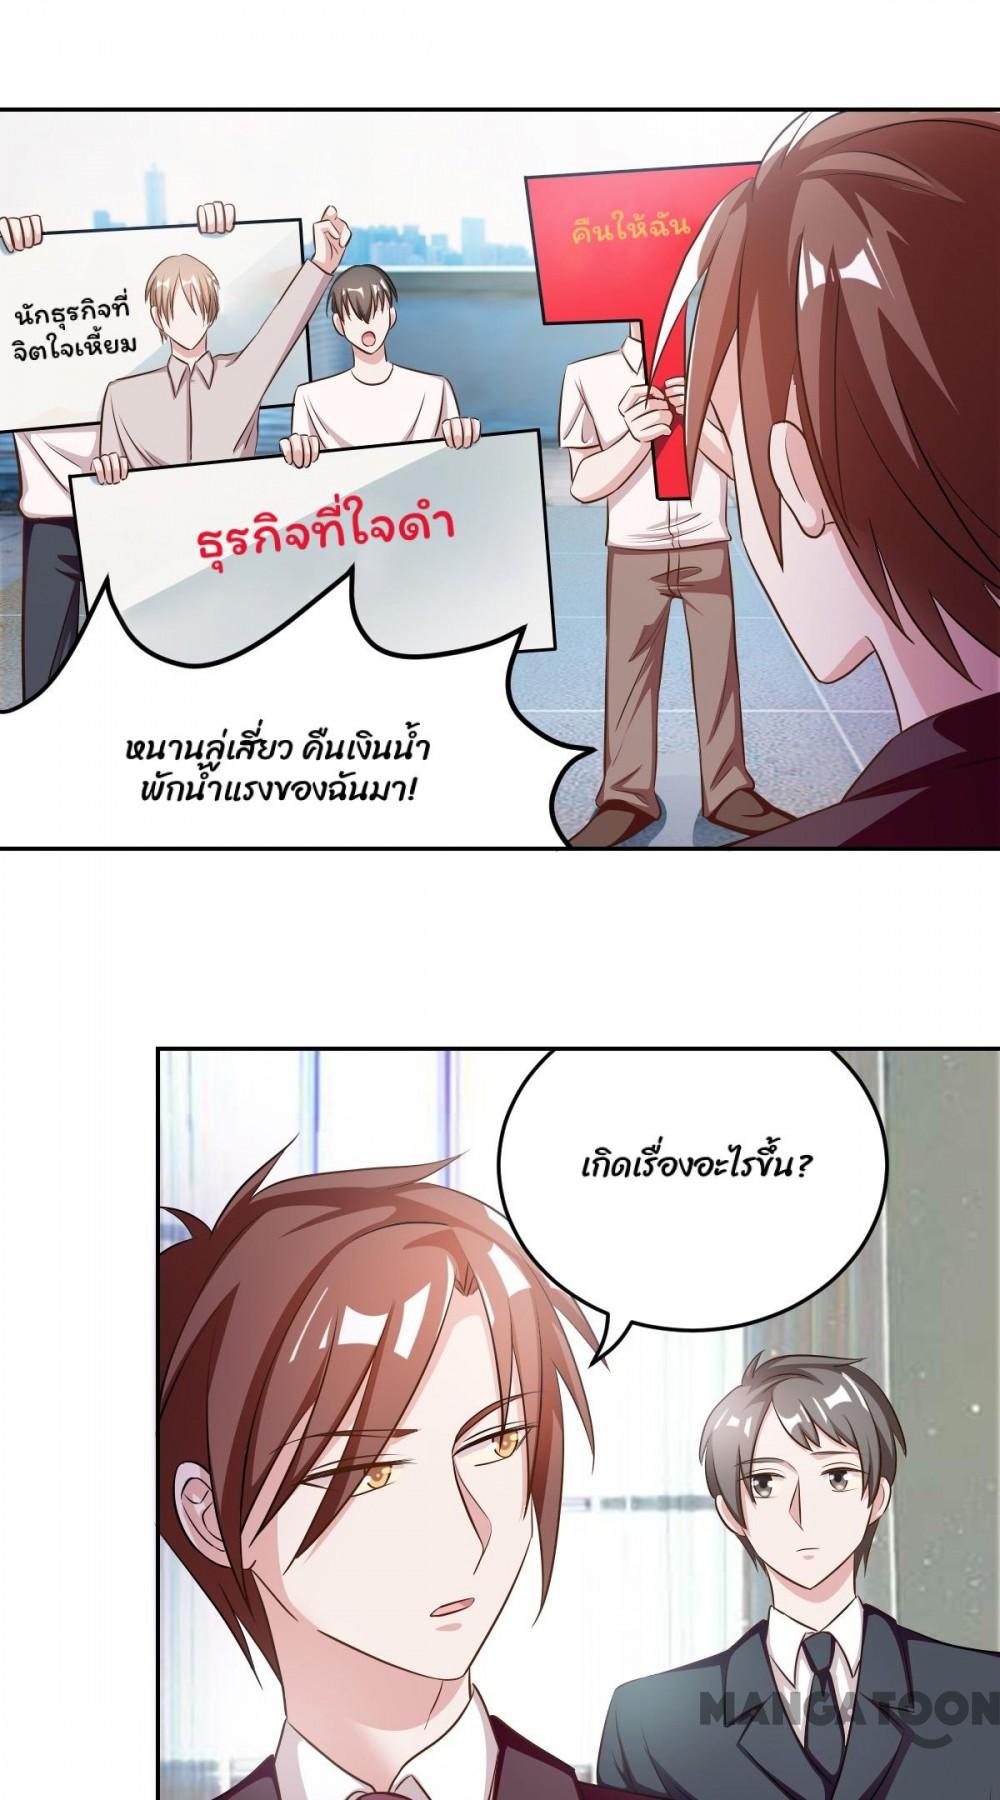 นักธุรกิจที่
จิตใจเหี้ยม
คืนให้ฉัน
ธุรกิจที่ใจดำ
หนานลู่เสี่ยว คืนเงินน้ำ
พักน้ำแรงของฉันมา!
เกิดเรื่องอะไรขึ้น?
MANGATOON